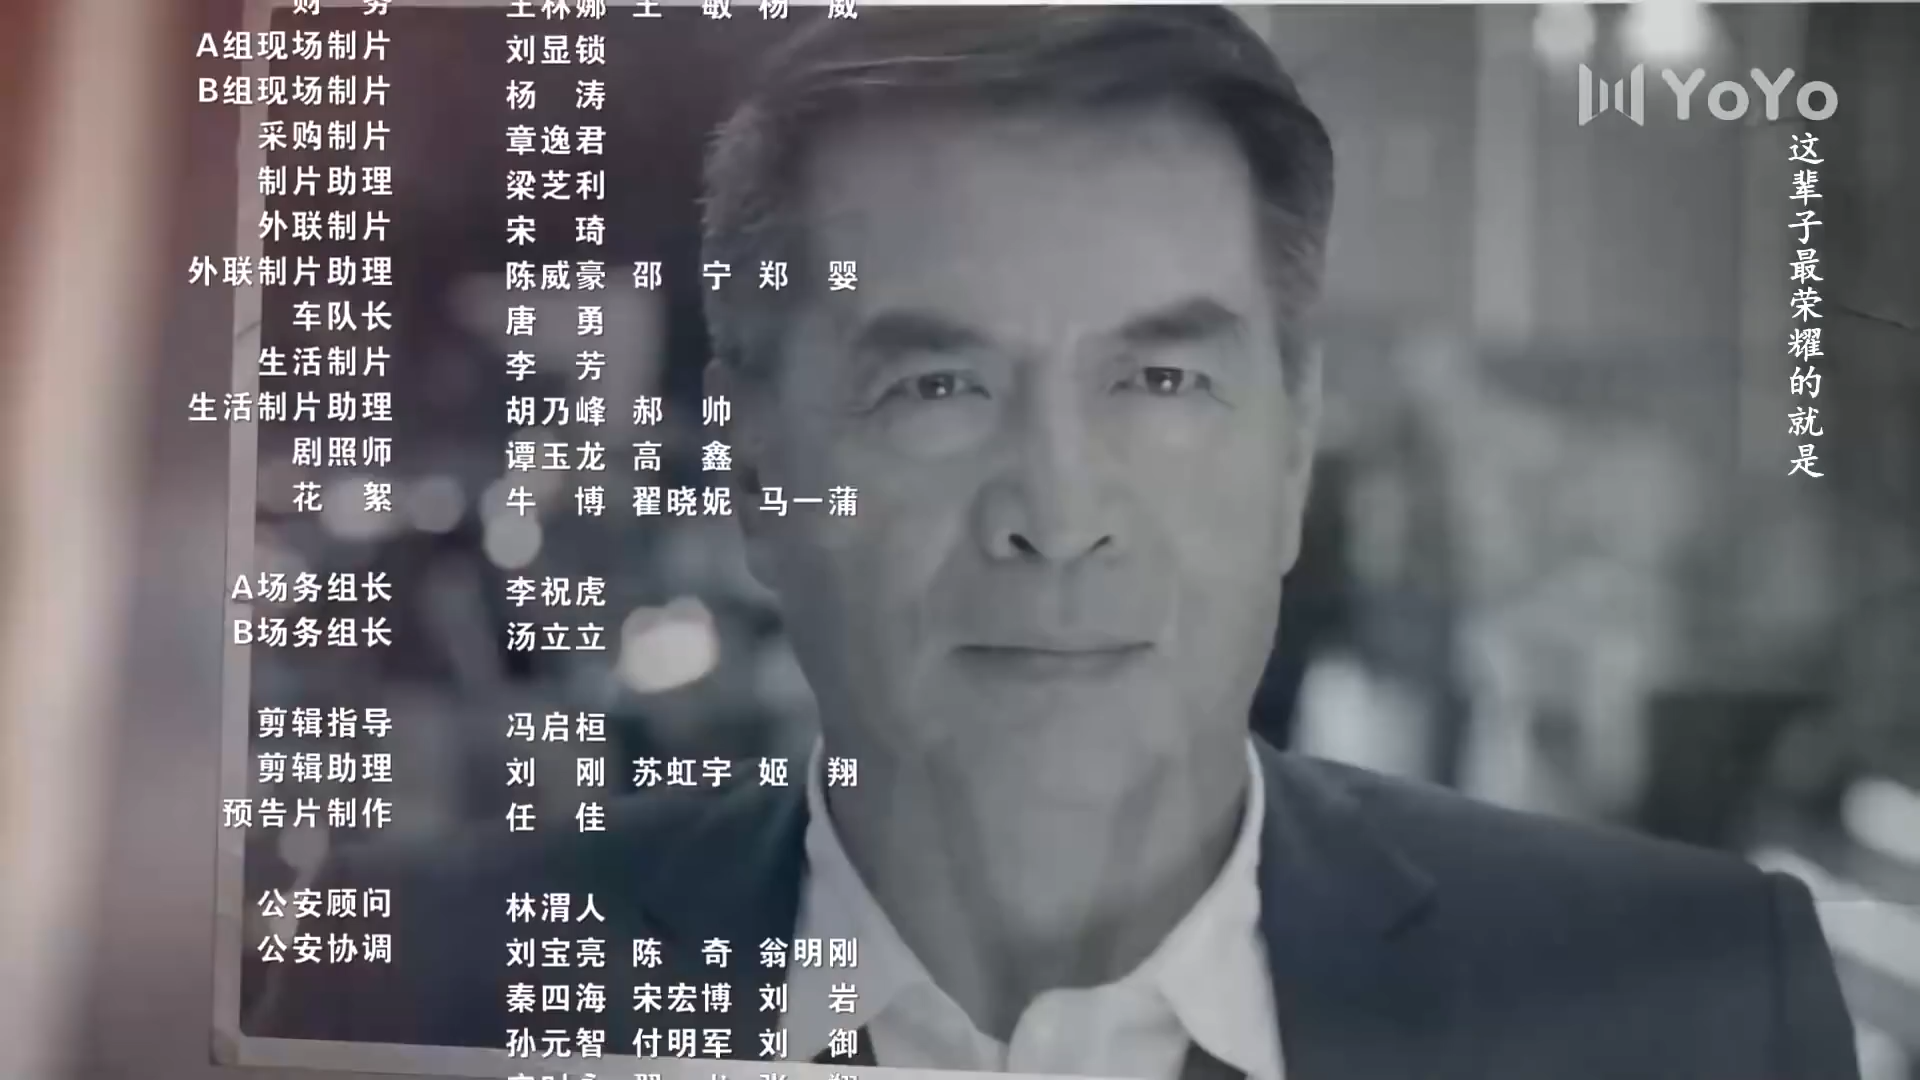 财　务　王林娜　王　敏　杨　威
A组现场制片　刘显锁
B组现场制片　杨　涛
采购制片　章逸君
制片助理　梁芝利
外联制片　宋　琦
外联制片助理　陈威豪　邵　宁　郑　婴
车队长　唐　勇
生活制片　李　芳
生活制片助理　胡乃峰　郝　帅
剧照师　谭玉龙　高　鑫
花　絮　牛　博　翟晓妮　马一蒲
A场务组长　李祝虎
B场务组长　汤立立
剪辑指导　冯启桓
剪辑助理　刘　刚　苏虹宇　姬　翔
预告片制作　任　佳
公安顾问　林渭人
公安协调　刘宝亮　陈　奇　翁明刚
秦四海　宋宏博　刘　岩
孙元智　付明军　刘　御
YoYo
这辈子最荣耀的就是